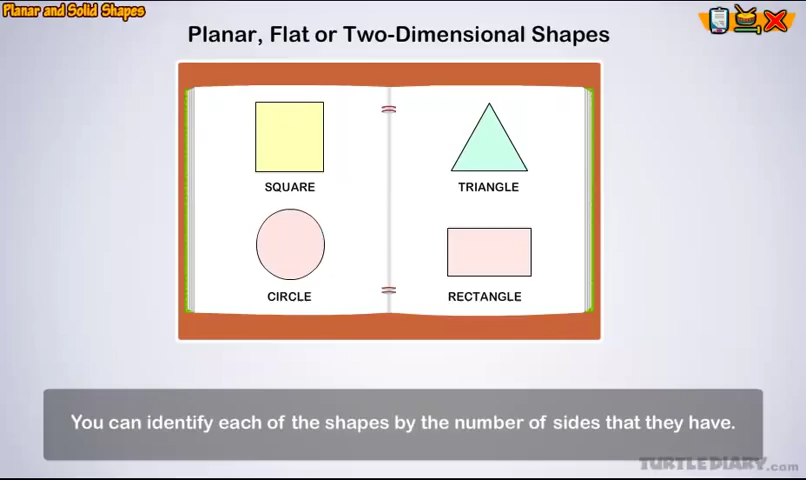 Planar and Solid Shapes
Planar, Flat or Two-Dimensional Shapes
SQUARE
TRIANGLE
CIRCLE
RECTANGLE
You can identify each of the shapes by the number of sides that they have.
TURTLEDIARY.com